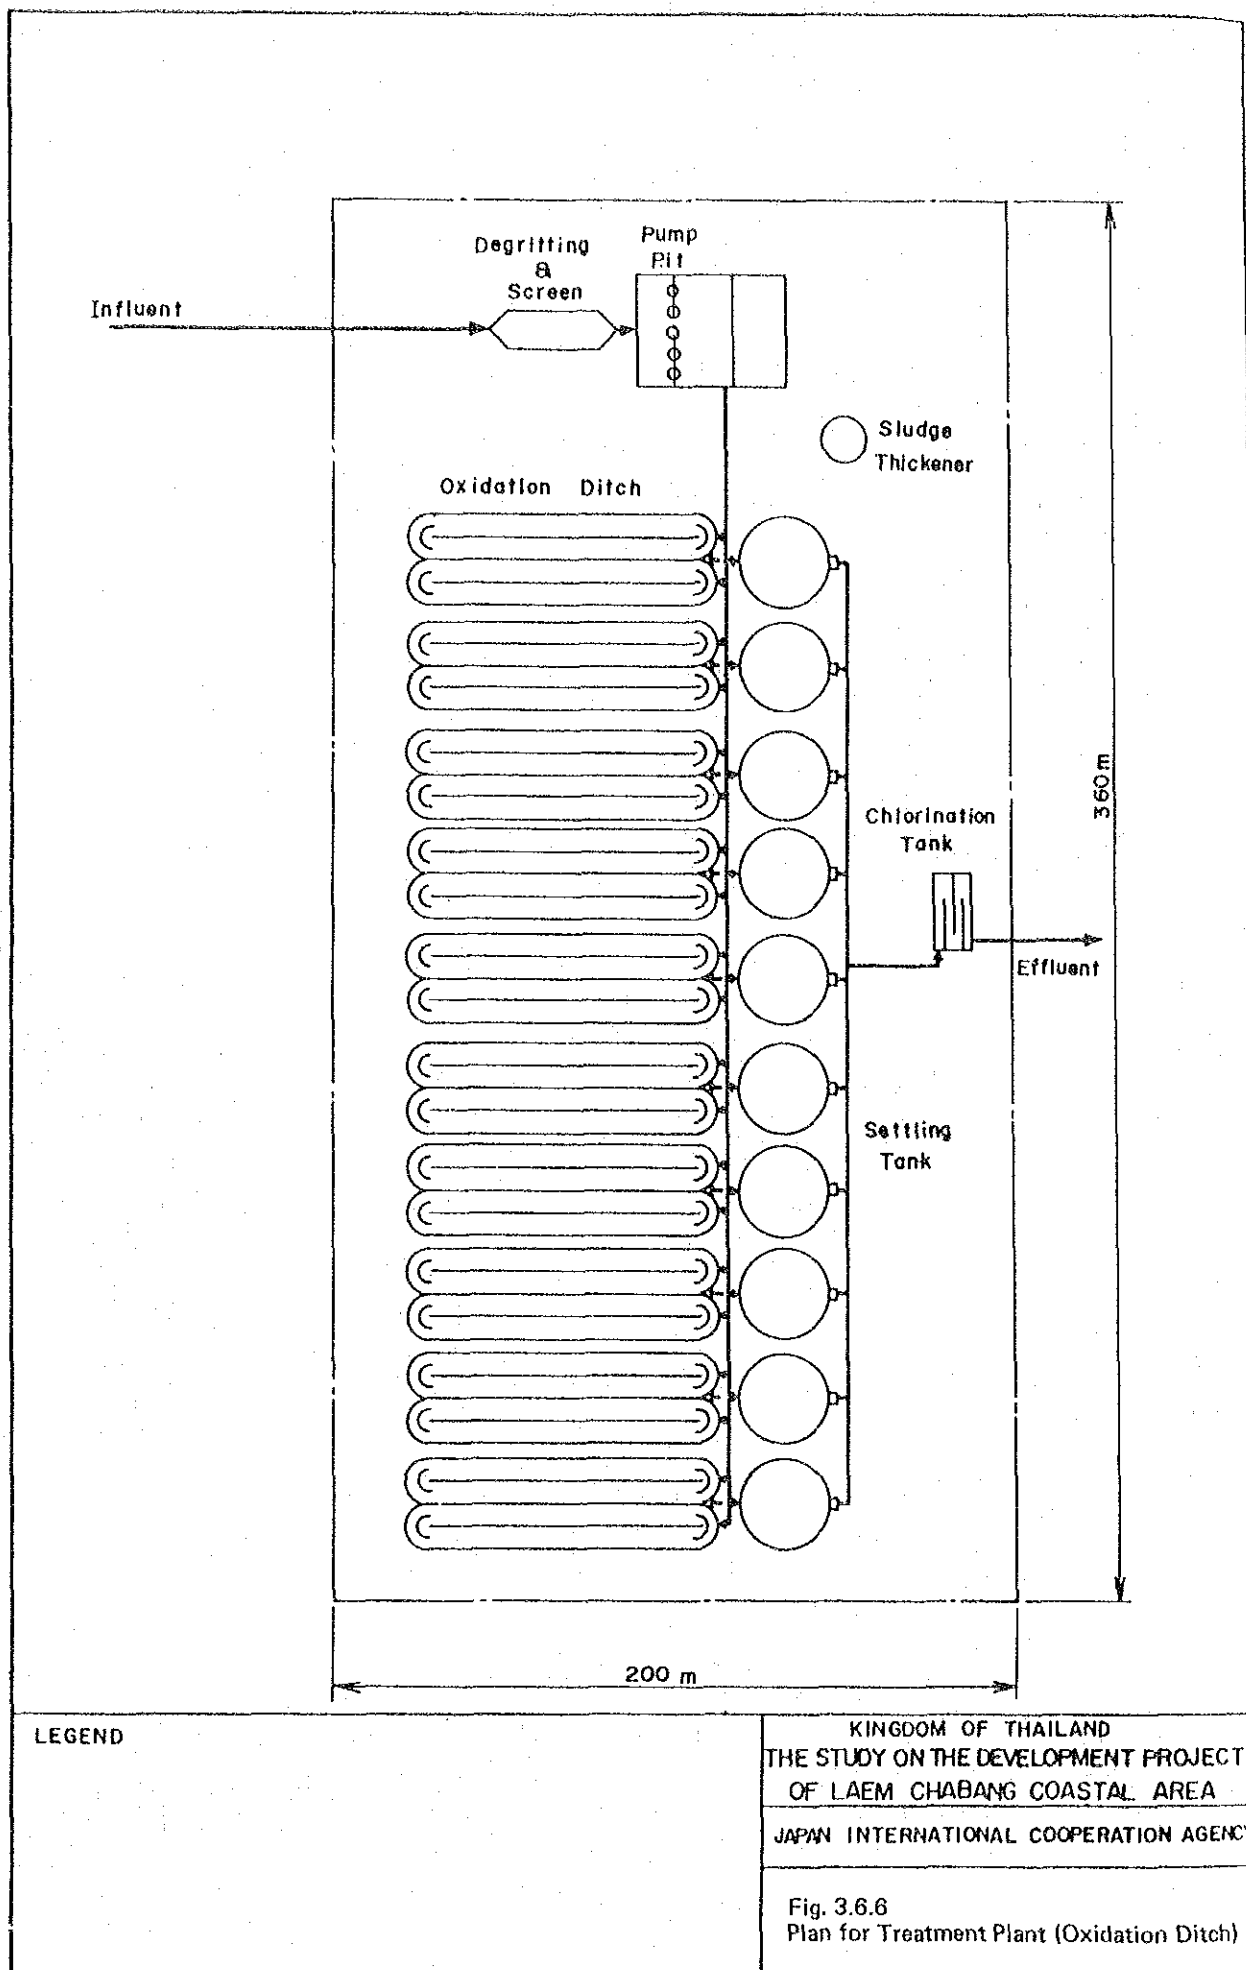 Degritting
&
Screen
Pump
Pit
Influent
Sludge
Thickener
Oxidation Ditch
360m
Chlorination
Tank
Effluent
Settling
Tank
200 m
LEGEND
KINGDOM OF THAILAND
THE STUDY ON THE DEVELOPMENT PROJECT
OF LAEM CHABANG COASTAL AREA
JAPAN INTERNATIONAL COOPERATION AGENCY
Fig. 3.6.6
Plan for Treatment Plant (Oxidation Ditch)